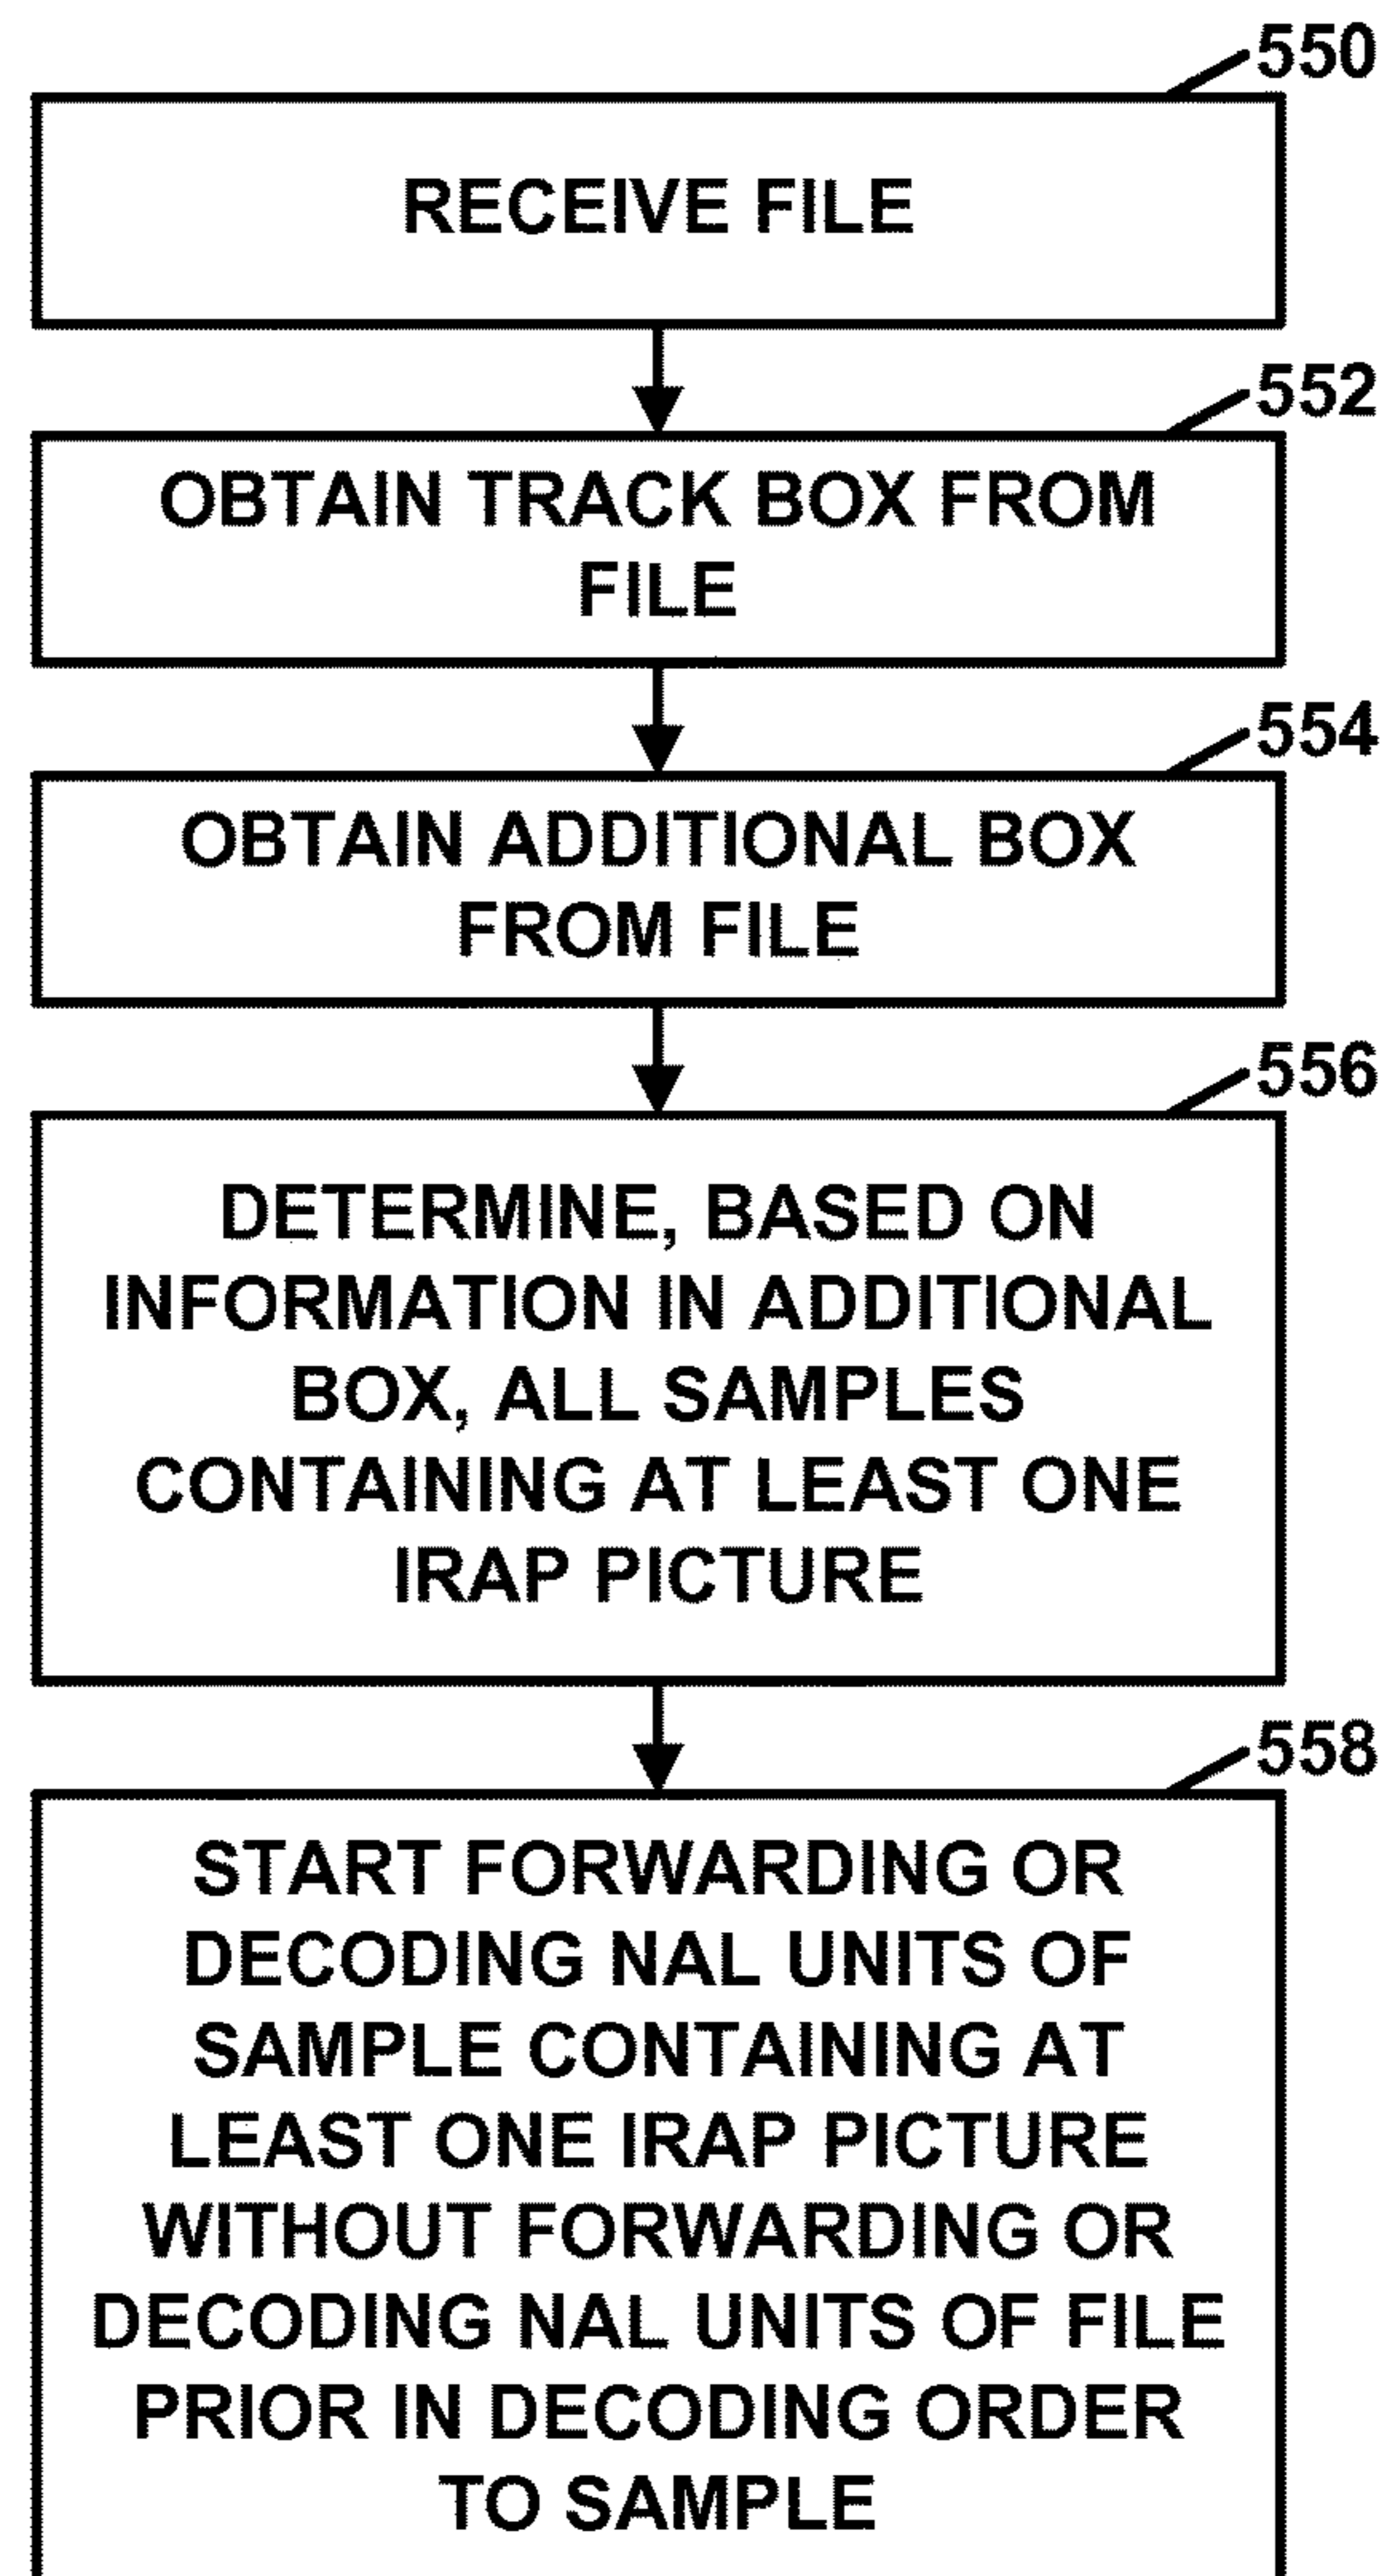 550
RECEIVE FILE
552
OBTAIN TRACK BOX FROM
FILE
554
OBTAIN ADDITIONAL BOX
FROM FILE
556
DETERMINE, BASED ON
INFORMATION IN ADDITIONAL
BOX, ALL SAMPLES
CONTAINING AT LEAST ONE
IRAP PICTURE
558
START FORWARDING OR
DECODING NAL UNITS OF
SAMPLE CONTAINING AT
LEAST ONE IRAP PICTURE
WITHOUT FORWARDING OR
DECODING NAL UNITS OF FILE
PRIOR IN DECODING ORDER
TO SAMPLE